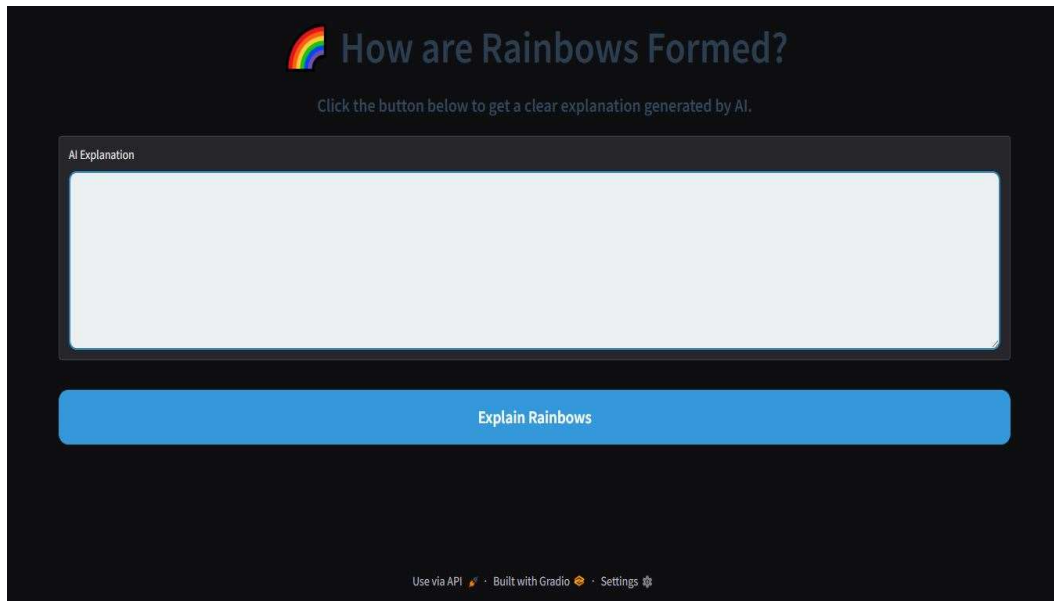 How are Rainbows Formed?
Click the button below to get a clear explanation generated by AI.
AI Explanation
Explain Rainbows
Use via API · Built with Gradio · Settings